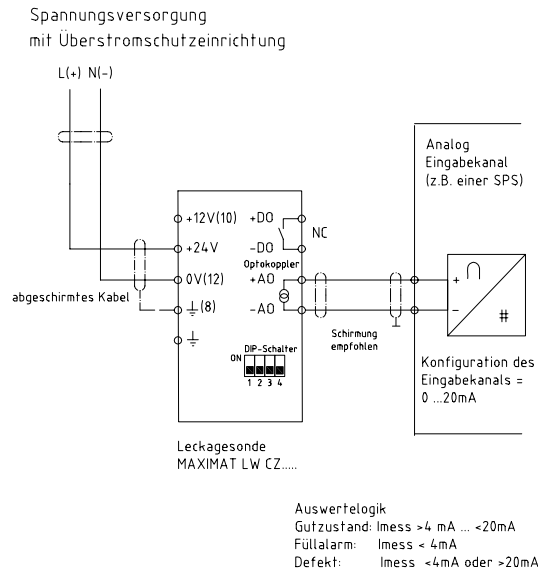 Spannungsversorgung
mit Überstromschutzeinrichtung
L(+) N(-)
Analog
Eingabekanal
(z.B. einer SPS)
+12V(10) +DO
NC
+24V -DO
Optokoppler
0V(12) +AO
abgeschirmtes Kabel
(8) -AO
+
-
#
Schirmung
empfohlen
DIP-Schalter
ON
1 2 3 4
Konfiguration des
Eingabekanals =
0 ...20mA
Leckagesonde
MAXIMAT LW CZ.....
Auswertelogik
Gutzustand: Imess >4 mA ... <20mA
Füllalarm: Imess < 4mA
Defekt: Imess <4mA oder >20mA